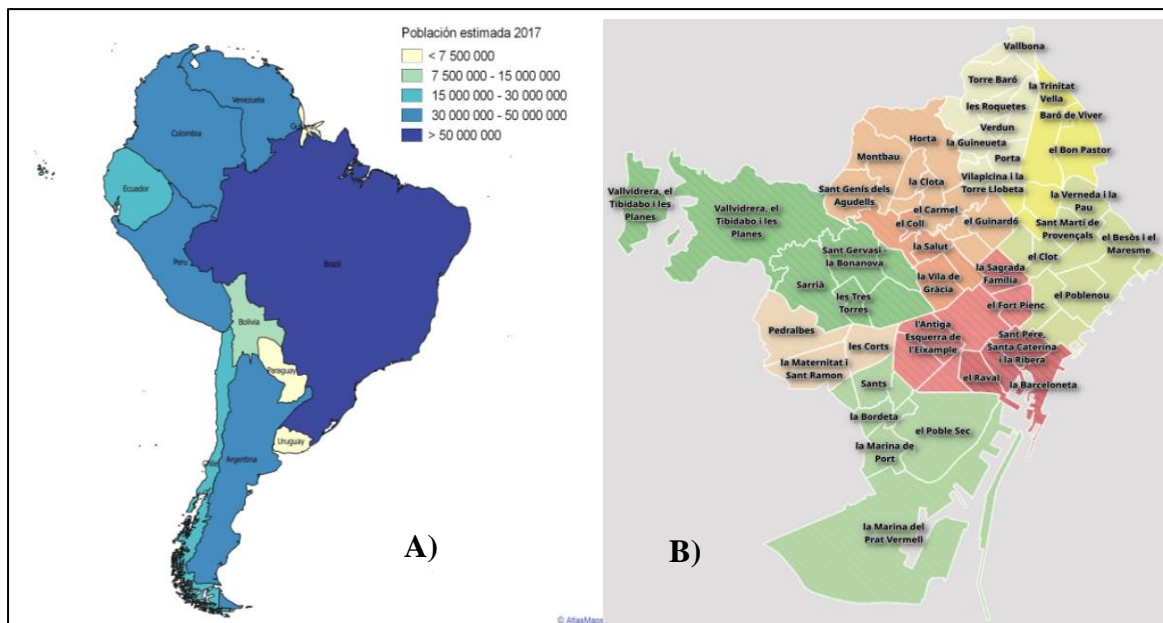 Población estimada 2017
< 7 500 000
7 500 000 - 15 000 000
15 000 000 - 30 000 000
30 000 000 - 50 000 000
> 50 000 000
Venezuela
Colombia
Ecuador
Brazil
Peru
Bolivia
Paraguay
Uruguay
Argentina
A)
© AtlasMaps
Vallbona
Torre Baró
la Trinitat
Vella
les Roquetes
Baró de Viver
Verdun
Horta
la Guineueta
el Bon Pastor
Montbau
Porta
Vilapicina i la
Torre Llobeta
la Clota
Sant Genís dels
Agudells
la Verneda i la
Pau
Vallvidrera, el
Tibidabo i les
Planes
Vallvidrera, el
Tibidabo i les
Planes
el Carmel
el Coll
el Guinardó
Sant Martí de
Provençals
el Besòs i el
Maresme
Sant Gervasi -
la Bonanova
la Salut
el Clot
la Sagrada
Família
Sarrià
la Vila de
Gràcia
les Tres
Torres
el Fort Pienc
el Poblenou
Pedralbes
l'Antiga
Esquerra de
l'Eixample
Sant Pere,
Santa Caterina
i la Ribera
les Corts
la Maternitat i
Sant Ramon
el Raval
la Barceloneta
Sants
la Bordeta
el Poble Sec
la Marina de
Port
la Marina del
Prat Vermell
B)